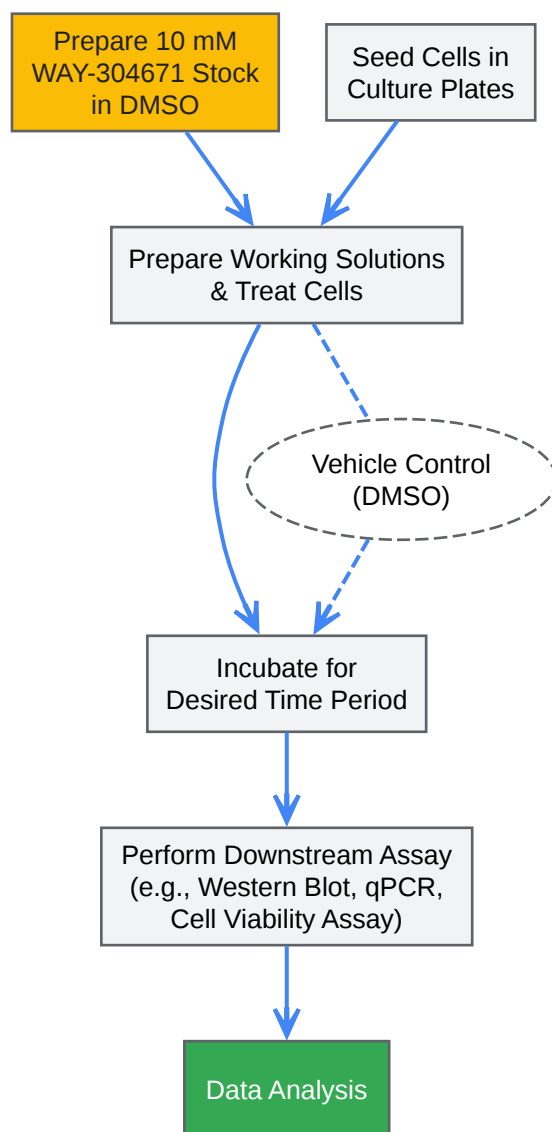 Prepare 10 mM
WAY-304671 Stock
in DMSO
Seed Cells in
Culture Plates
Prepare Working Solutions
& Treat Cells
Vehicle Control
(DMSO)
Incubate for
Desired Time Period
Perform Downstream Assay
(e.g., Western Blot, qPCR,
Cell Viability Assay)
Data Analysis